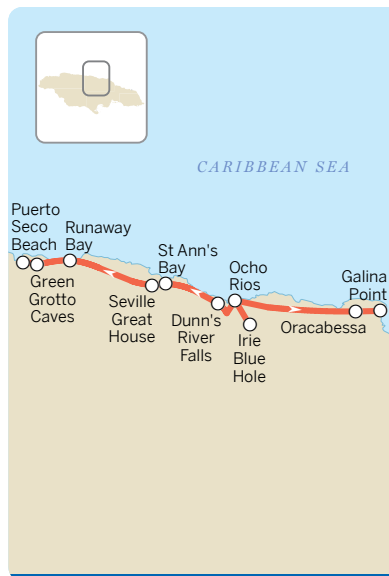 CARIBBEAN SEA
Puerto
Seco
Beach
Runaway
Bay
Green
Grotto
Caves
St Ann's
Bay
Seville
Great
House
Dunn's
River
Falls
Ocho
Rios
Irie
Blue
Hole
Oracabessa
Galina
Point